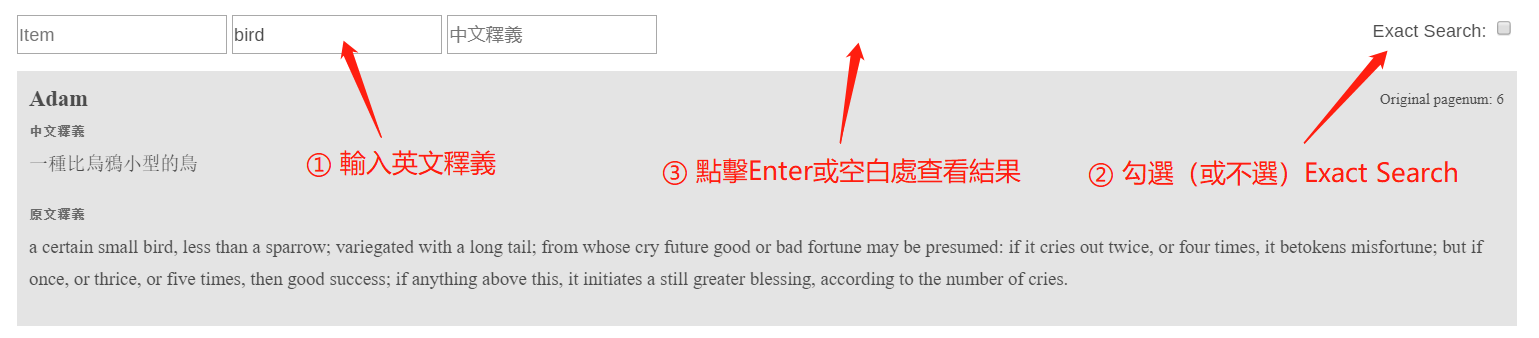 Item bird 中文釋義 Exact Search:
Adam Original pagenum: 6
中文釋義
一種比烏鴉小型的鳥
① 輸入英文釋義
③ 點擊Enter或空白處查看結果
② 勾選（或不選）Exact Search
原文釋義
a certain small bird, less than a sparrow; variegated with a long tail; from whose cry future good or bad fortune may be presumed: if it cries out twice, or four times, it betokens misfortune; but if
once, or thrice, or five times, then good success; if anything above this, it initiates a still greater blessing, according to the number of cries.